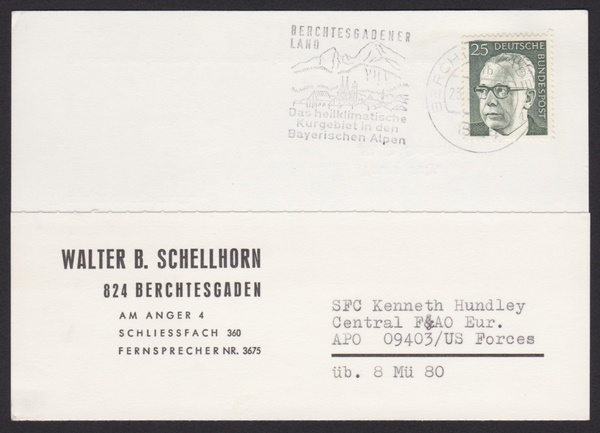 BERCHTESGADENER
LAND
Das heilklimatische
Kurgebiet in den
Bayerischen Alpen
25 DEUTSCHE
BUNDESPOST
WALTER B. SCHELLHORN
824 BERCHTESGADEN
AM ANGER 4
SCHLIESSFACH 360
FERNSPRECHER NR. 3675
SFC Kenneth Hundley
Central F&AO Eur.
APO 09403/US Forces
üb. 8 Mü 80